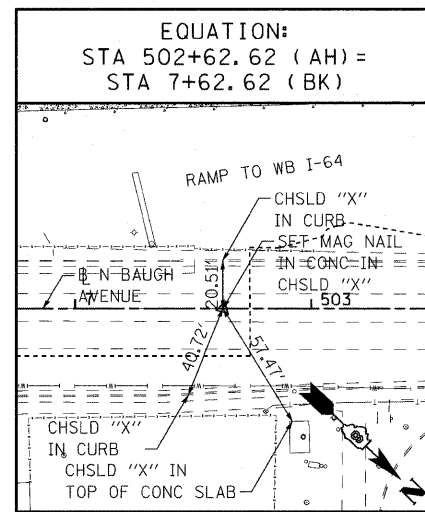 EQUATION:
STA 502+62.62 (AH)=
STA 7+62.62 (BK)
RAMP TO WB I-64
CHSLD "X"
IN CURB
SET MAG NAIL
IN CONC IN
CHSLD "X"
503
N BAUGH
AVENUE
7
20.51'
40.72'
57.47'
CHSLD "X"
IN CURB
CHSLD "X" IN
TOP OF CONC SLAB
N